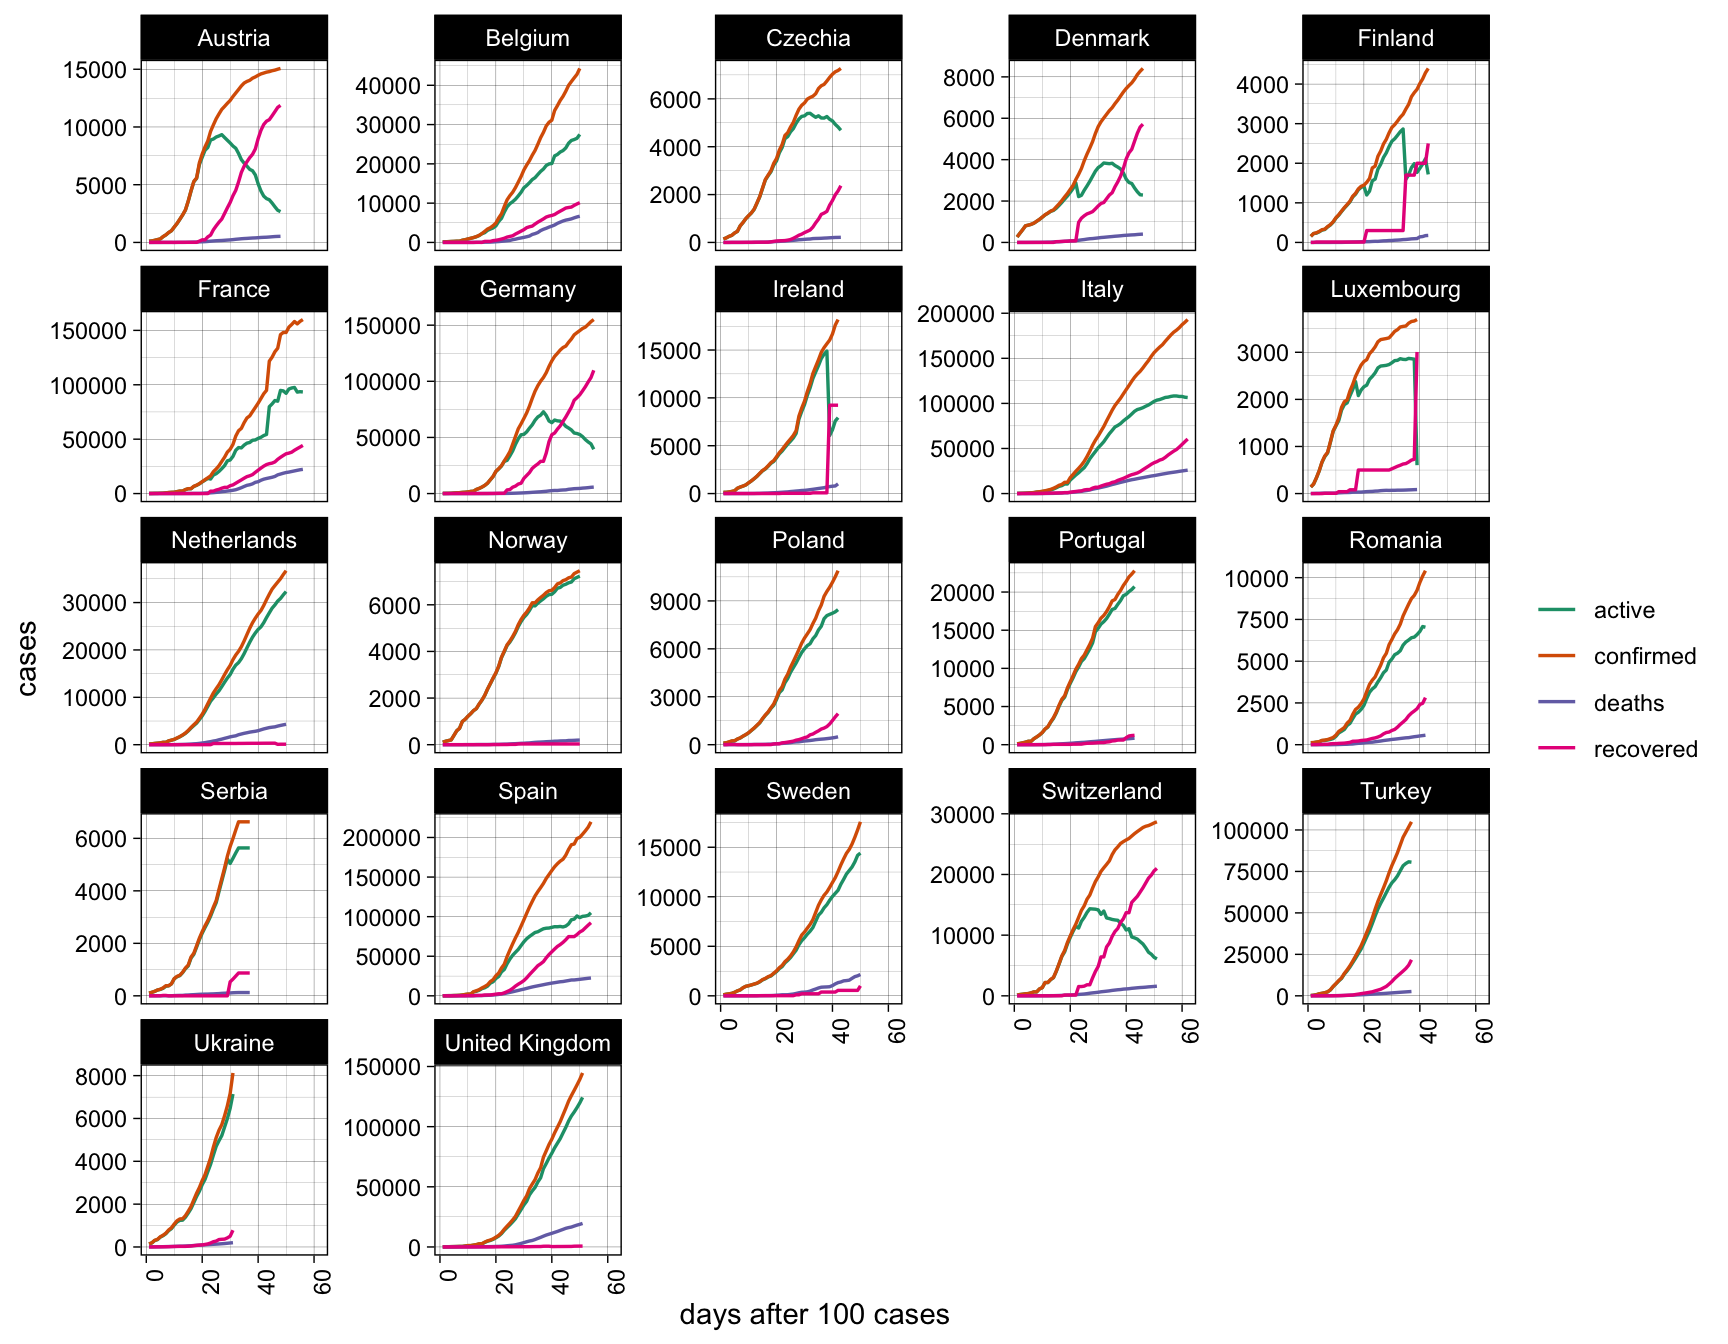 Austria
Belgium
Czechia
Denmark
Finland
15000
10000
5000
0
40000
30000
20000
10000
0
6000
4000
2000
0
8000
6000
4000
2000
0
4000
3000
2000
1000
0
France
Germany
Ireland
Italy
Luxembourg
150000
100000
50000
0
150000
100000
50000
0
15000
10000
5000
0
200000
150000
100000
50000
0
3000
2000
1000
0
Netherlands
Norway
Poland
Portugal
Romania
30000
20000
10000
0
6000
4000
2000
0
9000
6000
3000
0
20000
15000
10000
5000
0
10000
7500
5000
2500
0
Serbia
Spain
Sweden
Switzerland
Turkey
6000
4000
2000
0
200000
150000
100000
50000
0
15000
10000
5000
0
0 20 40 60
30000
20000
10000
0
0 20 40 60
100000
75000
50000
25000
0
0 20 40 60
Ukraine
United Kingdom
8000
6000
4000
2000
0
0 20 40 60
150000
100000
50000
0
0 20 40 60
cases
days after 100 cases
active
confirmed
deaths
recovered